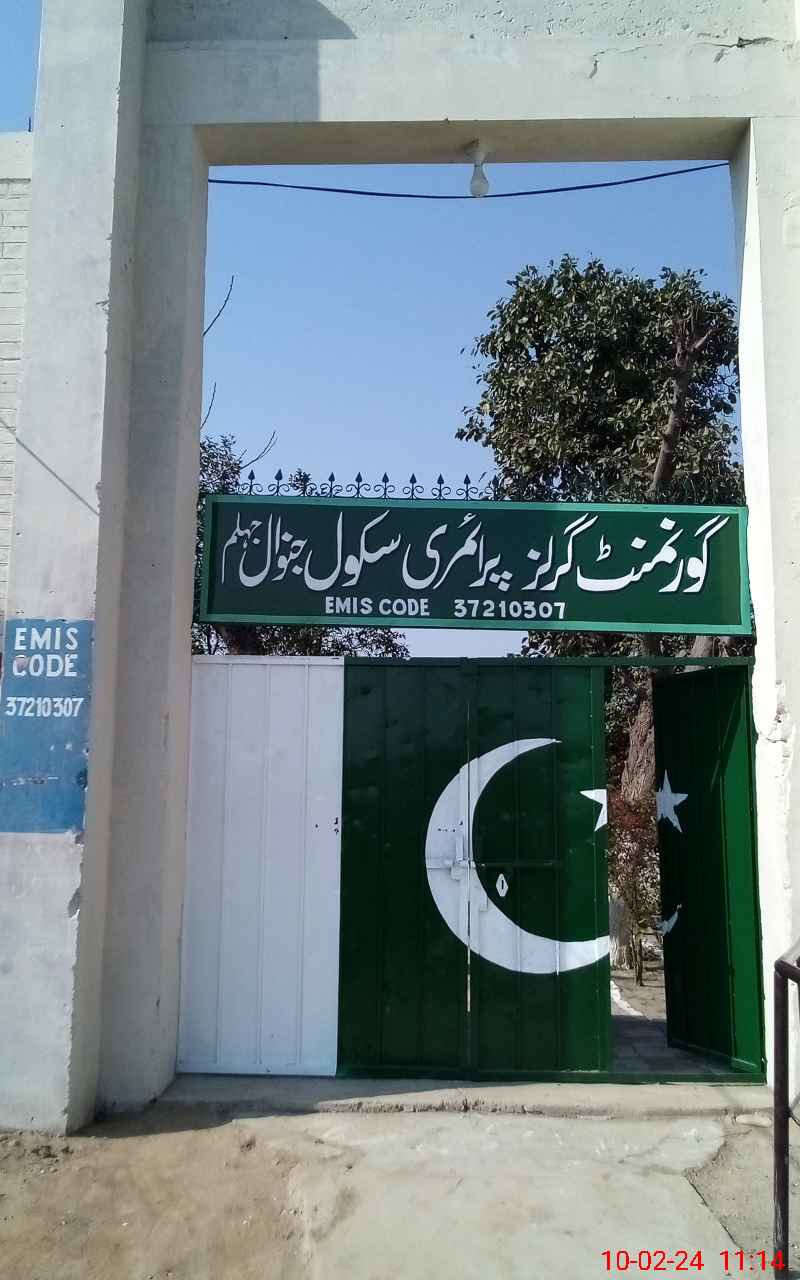 گورنمنٹ گرلز پرائمری سکول جنوال جہلم
EMIS CODE 37210307
EMIS
CODE
37210307
10-02-24 11:14